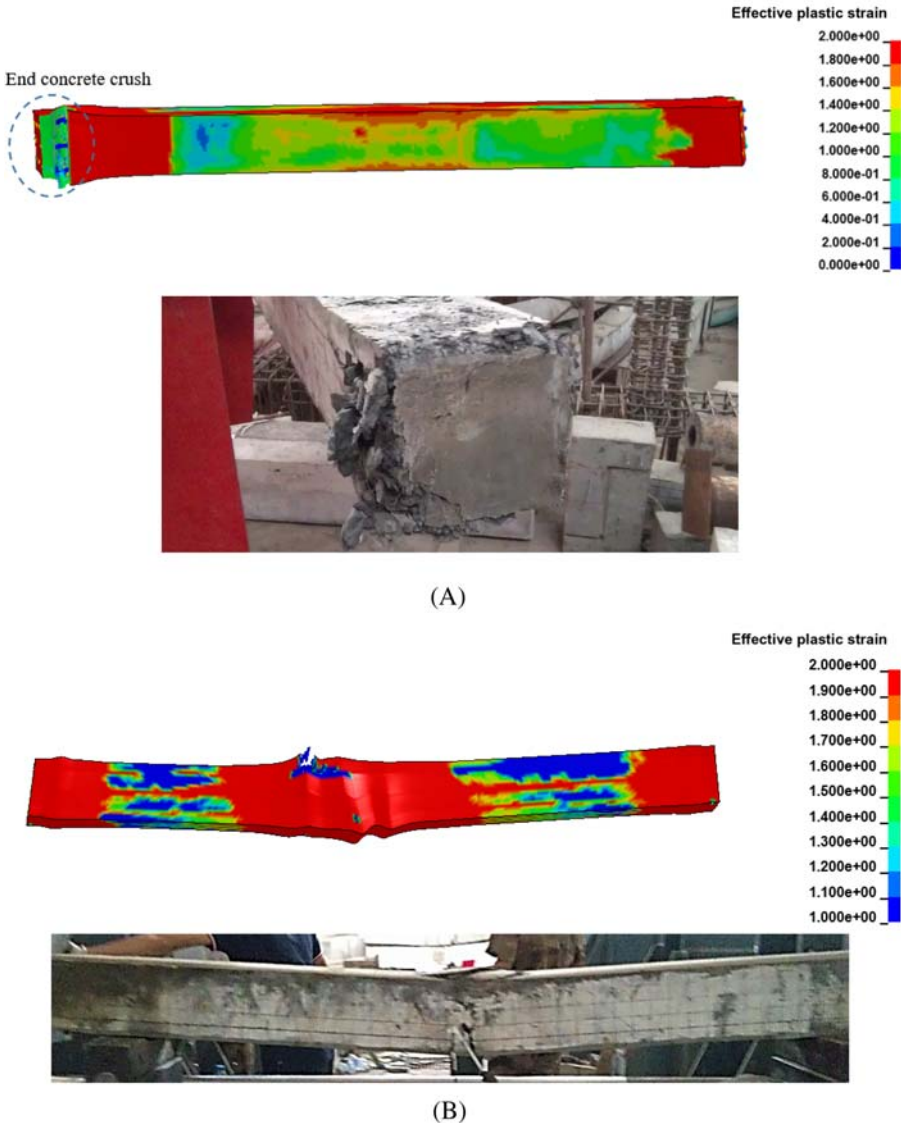 Effective plastic strain
2.000e+00
1.800e+00
1.600e+00
1.400e+00
1.200e+00
1.000e+00
8.000e-01
6.000e-01
4.000e-01
2.000e-01
0.000e+00
End concrete crush
(A)
Effective plastic strain
2.000e+00
1.900e+00
1.700e+00
1.600e+00
1.500e+00
1.400e+00
1.300e+00
1.200e+00
1.100e+00
1.000e+00
(B)